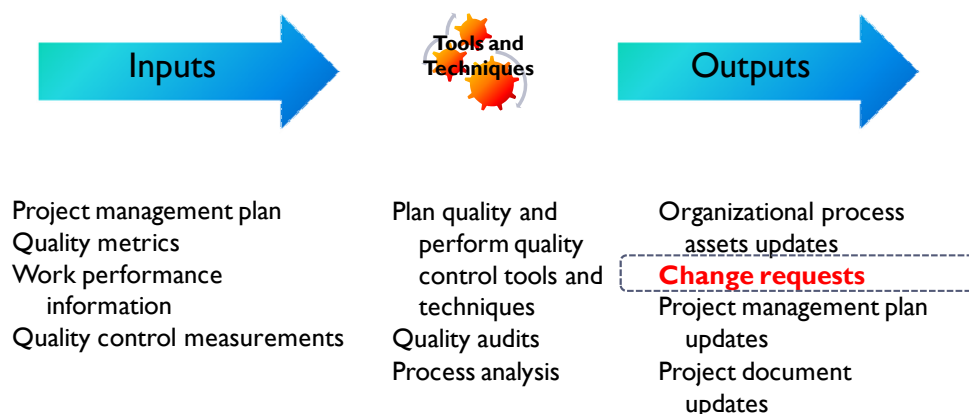 Inputs
Tools and
Techniques
Outputs
Project management plan
Quality metrics
Work performance
information
Quality control measurements
Plan quality and
perform quality
control tools and
techniques
Quality audits
Process analysis
Organizational process
assets updates
Change requests
Project management plan
updates
Project document
updates